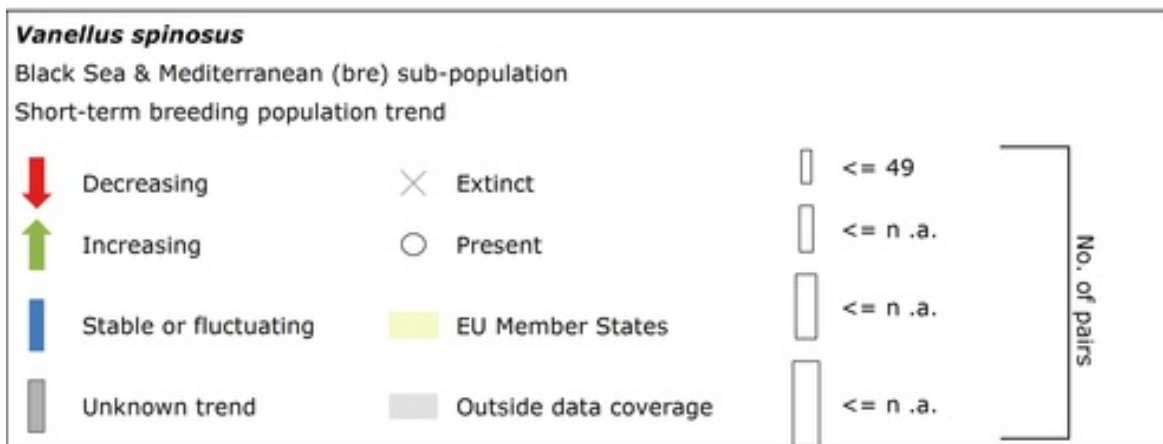 Vanellus spinosus
Black Sea & Mediterranean (bre) sub-population
Short-term breeding population trend
Decreasing
Extinct
<= 49
Increasing
Present
<= n .a.
Stable or fluctuating
EU Member States
<= n .a.
Unknown trend
Outside data coverage
<= n .a.
No. of pairs